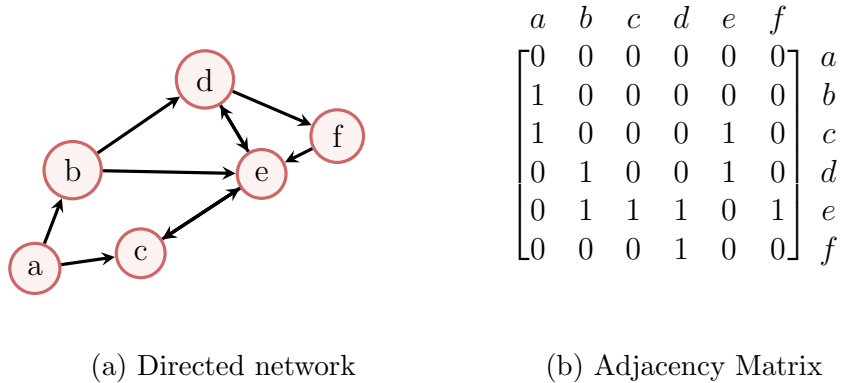 d
f
b
e
c
a
a b c d e f
0 0 0 0 0 0 a
1 0 0 0 0 0 b
1 0 0 0 1 0 c
0 1 0 0 1 0 d
0 1 1 1 0 1 e
0 0 0 1 0 0 f
(a) Directed network
(b) Adjacency Matrix